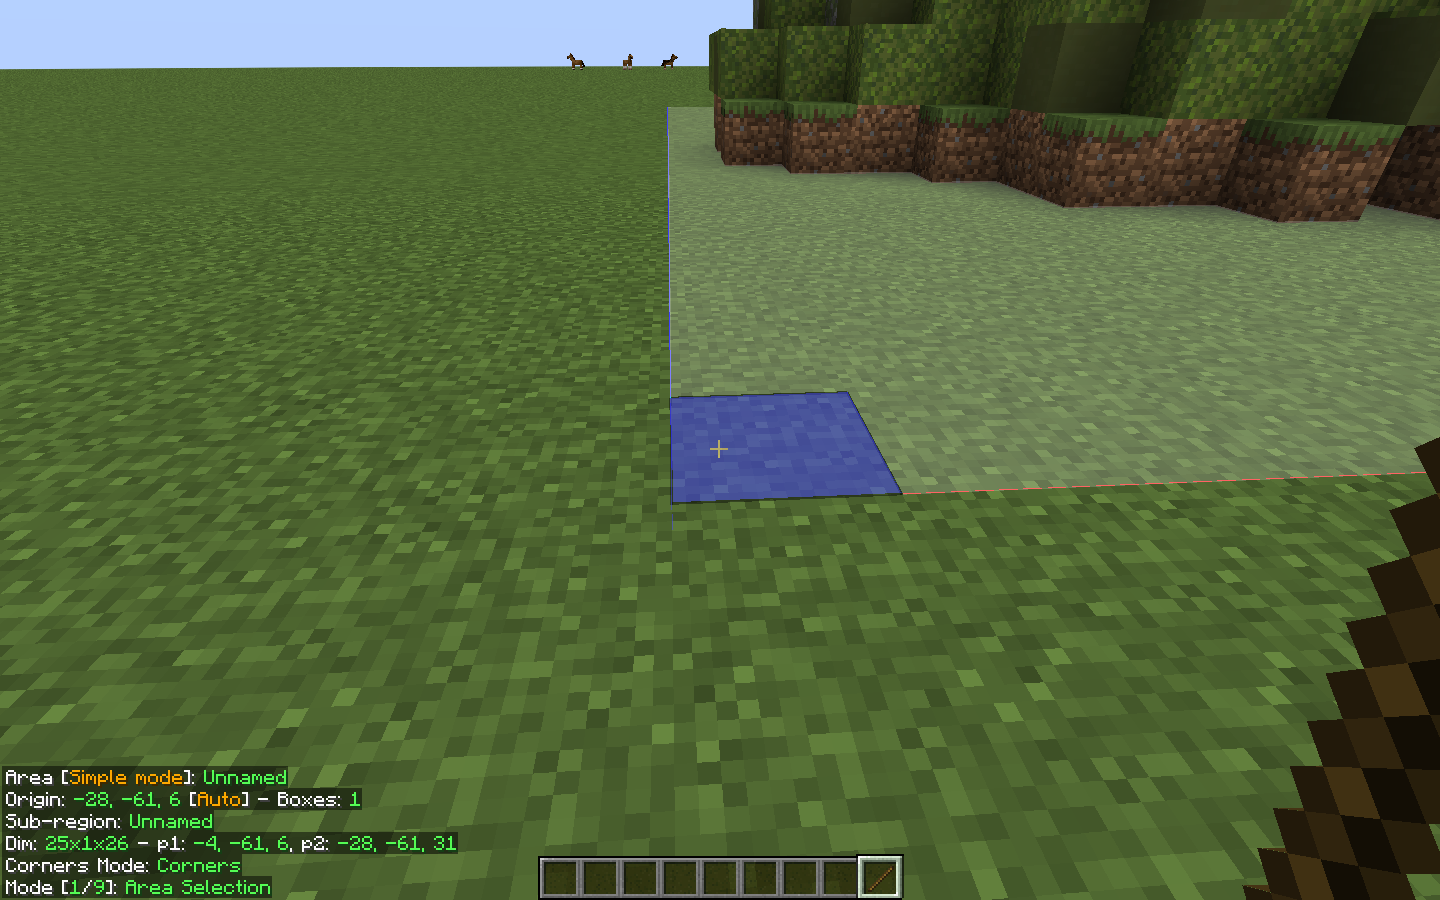 Area [Simple mode]: Unnamed
Origin: -28, -61, 6 [Auto] - Boxes: 1
Sub-region: Unnamed
Dim: 25x1x26 - p1: -4, -61, 6, p2: -28, -61, 31
Corners Mode: Corners
Mode [1/9]: Area Selection